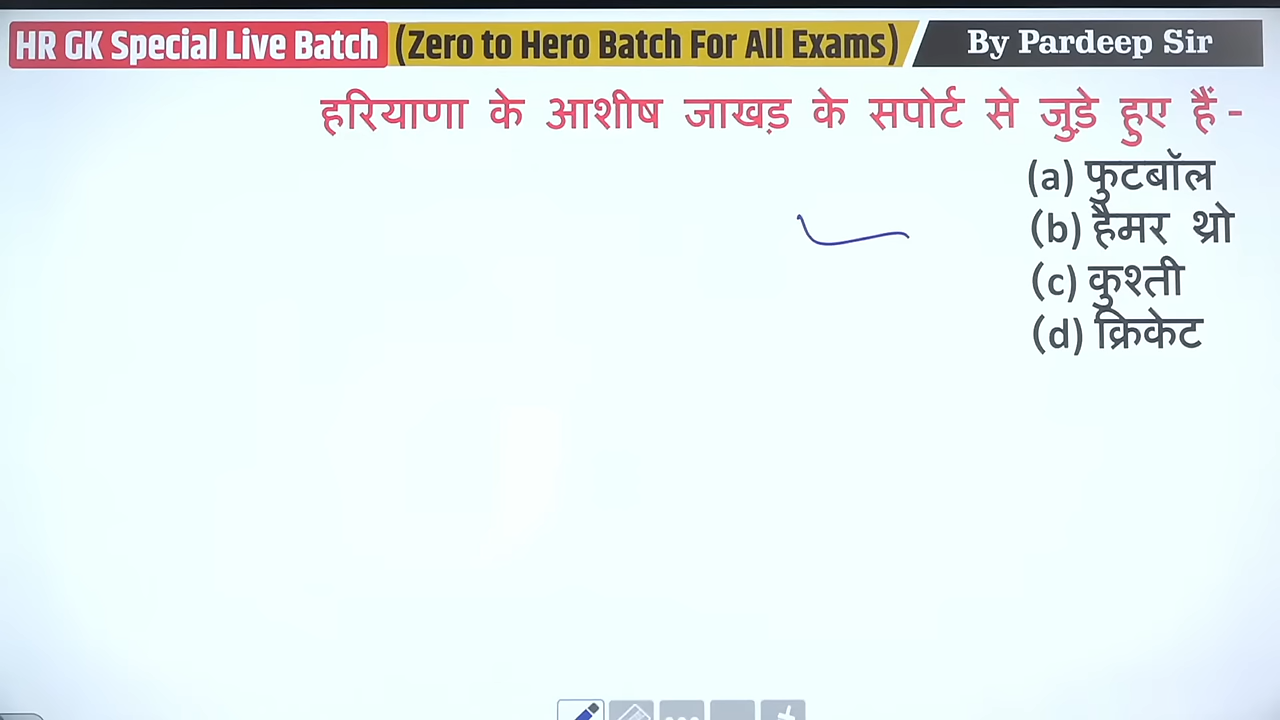 HR GK Special Live Batch (Zero to Hero Batch For All Exams) By Pardeep Sir
हरियाणा के आशीष जाखड़ के सपोर्ट से जुड़े हुए हैं -
(a) फुटबॉल
(b) हैमर थ्रो
(c) कुश्ती
(d) क्रिकेट